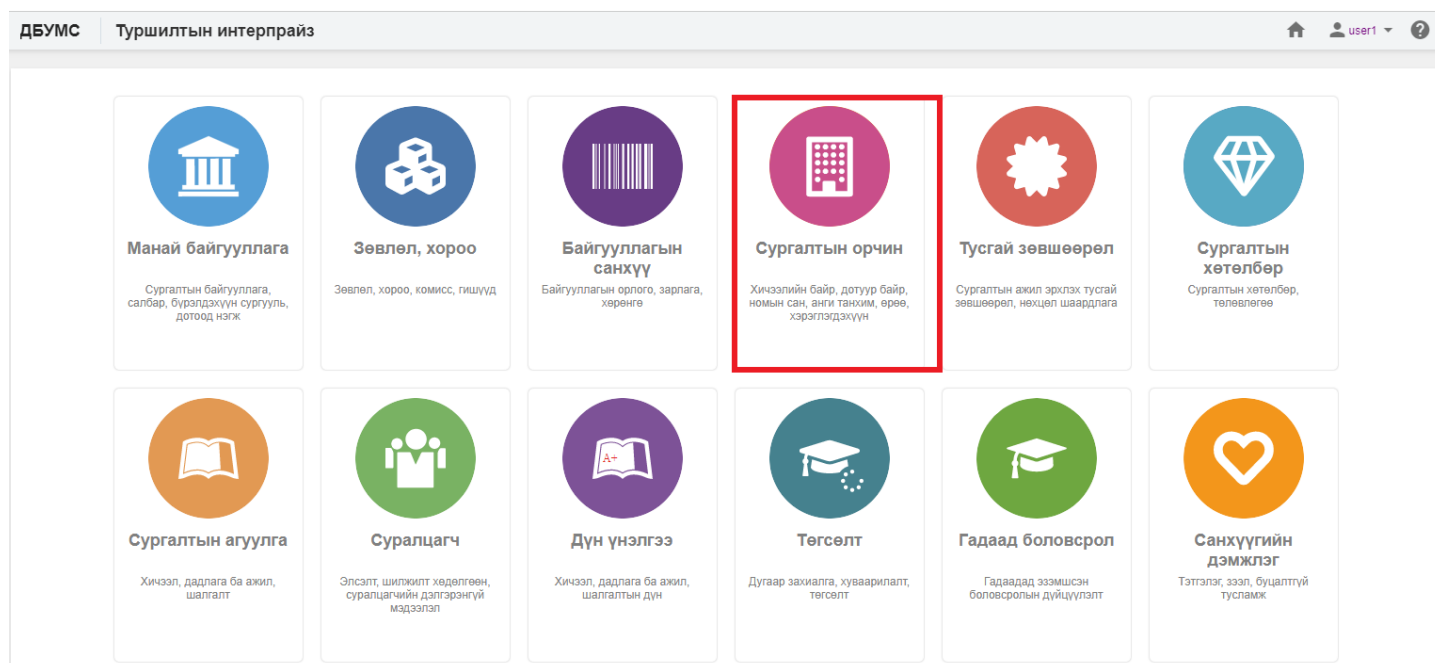 ДБУМС Туршилтын интерпрайз user1
Манай байгууллага
Сургалтын байгууллага,
салбар, бүрэлдэхүүн сургууль,
дотоод нэгж
Зөвлөл, хороо
Зөвлөл, хороо, комисс, гишүүд
Байгууллагын
санхүү
Байгууллагын орлого, зарлага,
хөрөнгө
Сургалтын орчин
Хичээлийн байр, дотуур байр,
номын сан, анги танхим, өрөө,
хэрэглэгдэхүүн
Тусгай зөвшөөрөл
Сургалтын ажил эрхлэх тусгай
зөвшөөрөл, нөхцөл шаардлага
Сургалтын
хөтөлбөр
Сургалтын хөтөлбөр,
төлөвлөгөө
Сургалтын агуулга
Хичээл, дадлага ба ажил,
шалгалт
Суралцагч
Элсэлт, шилжилт хөдөлгөөн,
суралцагчийн дэлгэрэнгүй
мэдээлэл
A+
Дүн үнэлгээ
Хичээл, дадлага ба ажил,
шалгалтын дүн
Төгсөлт
Дугаар захиалга, хуваарилалт,
төгсөлт
Гадаад боловсрол
Гадаадад эзэмшсэн
боловсролын дүйцүүлэлт
Санхүүгийн
дэмжлэг
Тэтгэлэг, зээл, буцалтгүй
тусламж